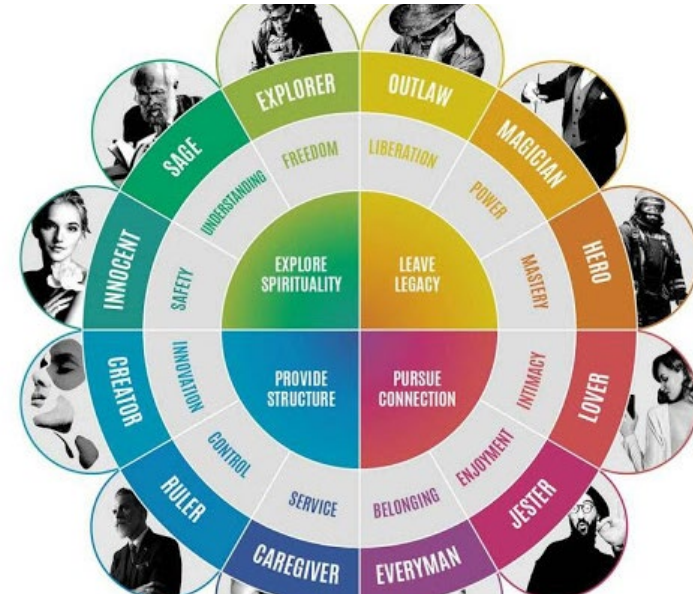 EXPLORER
OUTLAW
MAGICIAN
HERO
LOVER
JESTER
EVERYMAN
CAREGIVER
RULER
CREATOR
INNOCENT
SAGE
FREEDOM
LIBERATION
POWER
MASTERY
INTIMACY
ENJOYMENT
BELONGING
SERVICE
CONTROL
INNOVATION
SAFETY
UNDERSTANDING
EXPLORE
SPIRITUALITY
LEAVE
LEGACY
PROVIDE
STRUCTURE
PURSUE
CONNECTION